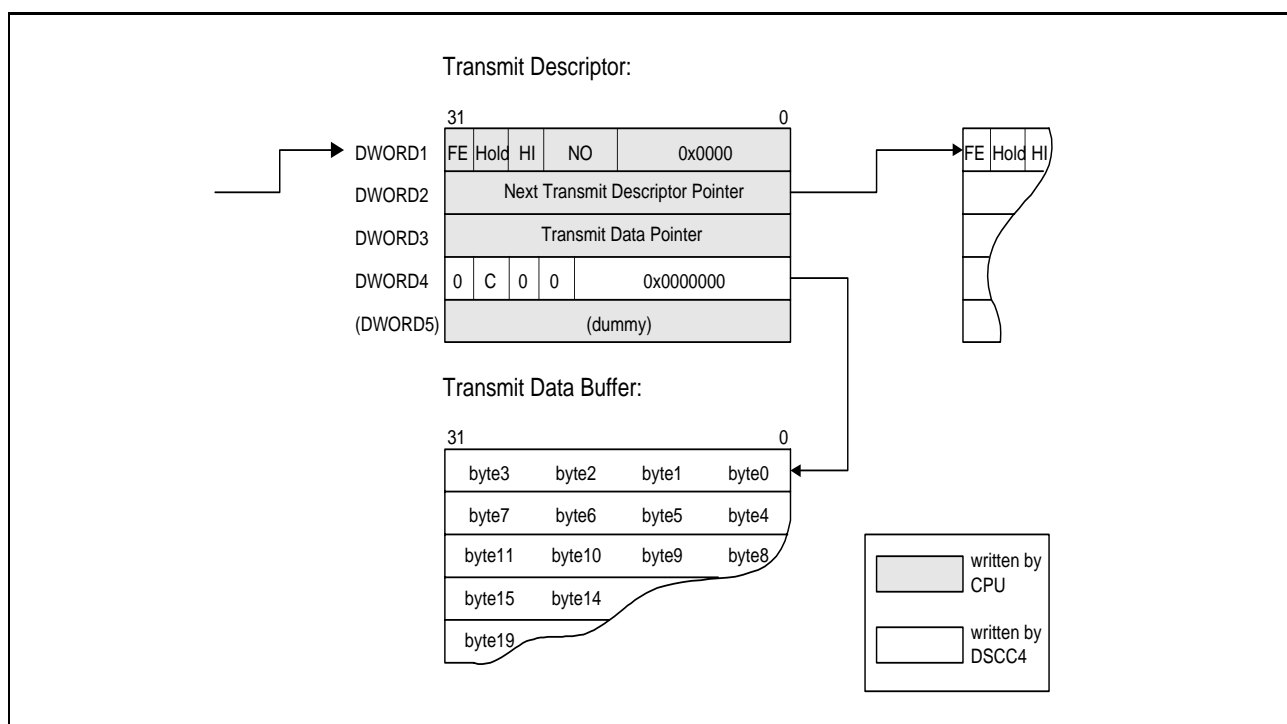 Transmit Descriptor:
31 0
DWORD1 FE Hold HI NO 0x0000 FE Hold HI
DWORD2 Next Transmit Descriptor Pointer
DWORD3 Transmit Data Pointer
DWORD4 0 C 0 0 0x0000000
(DWORD5) (dummy)
Transmit Data Buffer:
31 0
byte3 byte2 byte1 byte0
byte7 byte6 byte5 byte4
byte11 byte10 byte9 byte8
byte15 byte14
byte19
written by
CPU
written by
DSCC4